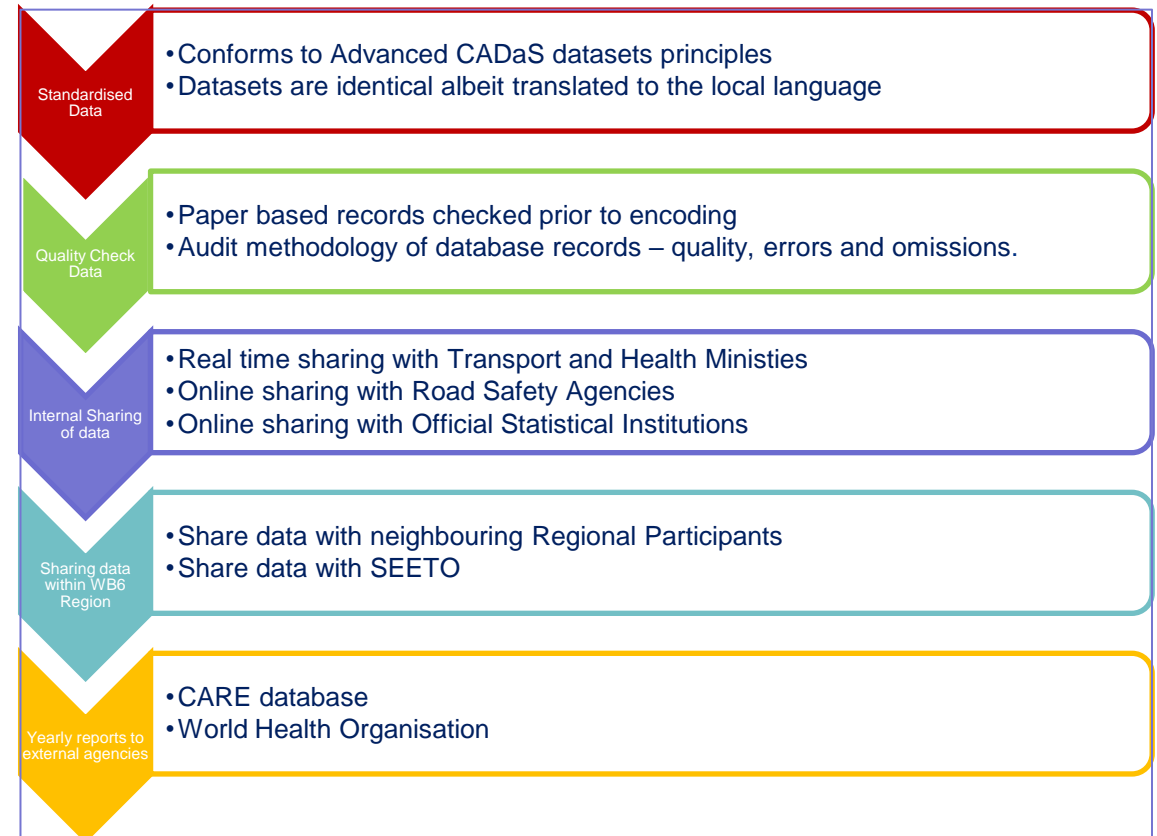 Standardised
Data
•Conforms to Advanced CADaS datasets principles
•Datasets are identical albeit translated to the local language
Quality Check
Data
•Paper based records checked prior to encoding
•Audit methodology of database records – quality, errors and omissions.
Internal Sharing
of data
•Real time sharing with Transport and Health Ministies
•Online sharing with Road Safety Agencies
•Online sharing with Official Statistical Institutions
Sharing data
within WB6
Region
•Share data with neighbouring Regional Participants
•Share data with SEETO
Yearly reports to
external agencies
•CARE database
•World Health Organisation